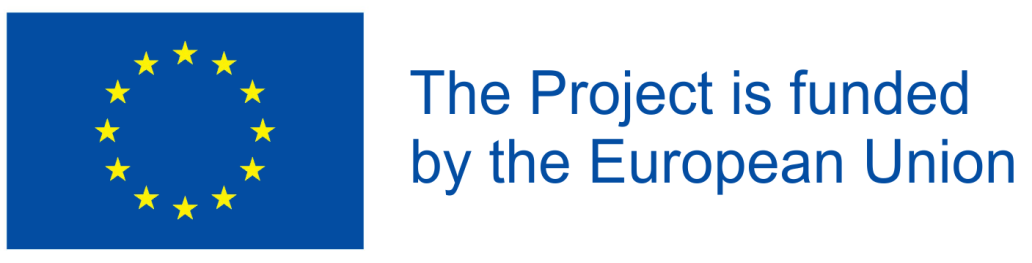 The Project is funded
by the European Union